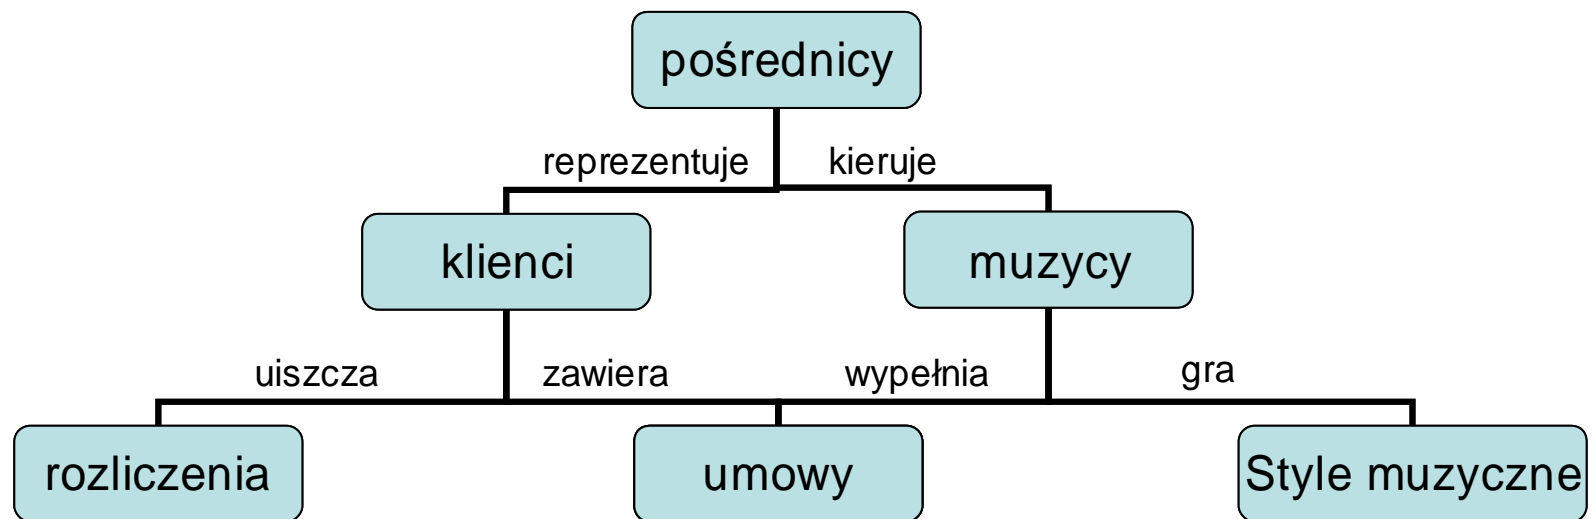 pośrednicy
reprezentuje
kieruje
klienci
muzycy
uiszcza
zawiera
wypełnia
gra
rozliczenia
umowy
Style muzyczne